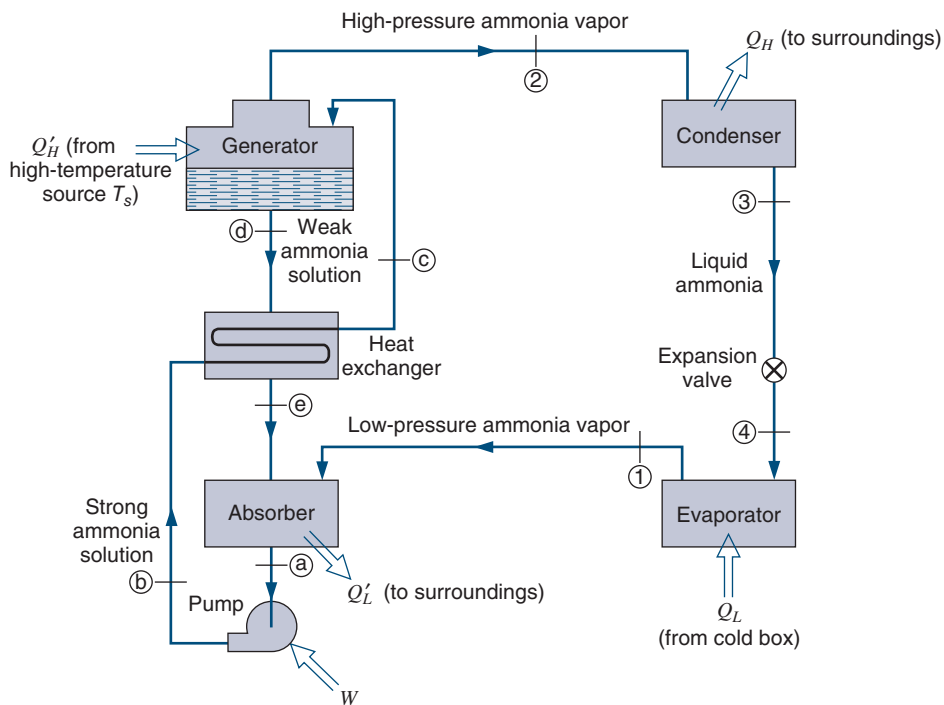 High-pressure ammonia vapor
Q_H (to surroundings)
②
Condenser
Q'_H (from
high-temperature
source T_s)
Generator
③
ⓓ
Weak
ammonia
solution
ⓒ
Liquid
ammonia
Heat
exchanger
Expansion
valve
ⓔ
Low-pressure ammonia vapor
④
①
Strong
ammonia
solution
Absorber
Evaporator
ⓐ
ⓑ
Q'_L (to surroundings)
Pump
Q_L
(from cold box)
W